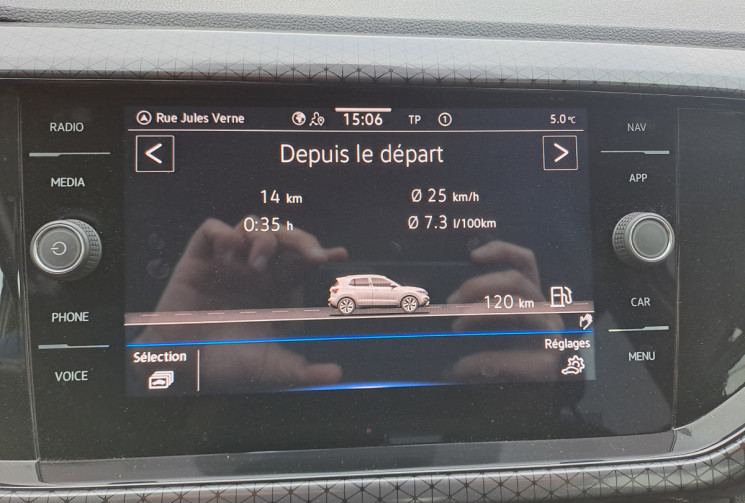 RADIO
MEDIA
PHONE
VOICE
Rue Jules Verne 15:06 TP 1 5.0 °C
< Depuis le départ >
14 km Ø 25 km/h
0:35 h Ø 7.3 l/100km
120 km
Sélection Réglages
NAV
APP
CAR
MENU